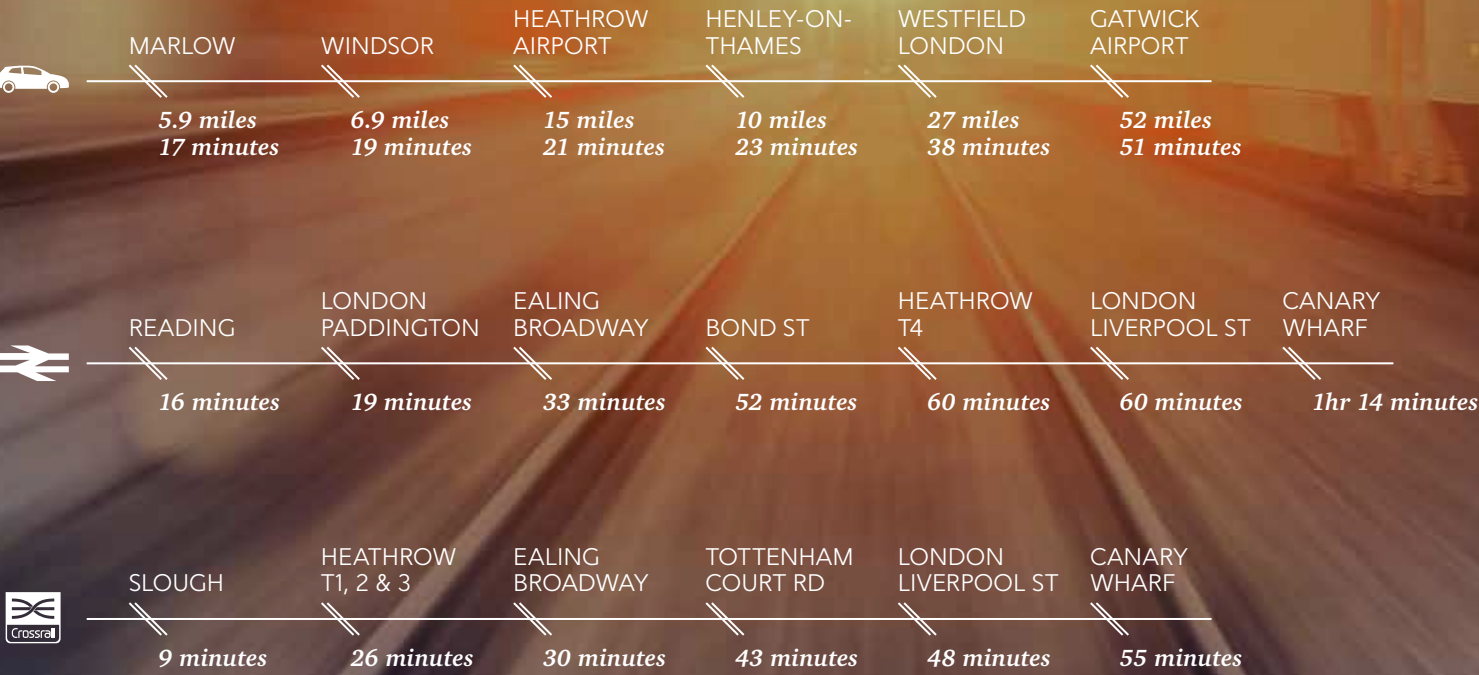 MARLOW
5.9 miles
17 minutes
WINDSOR
6.9 miles
19 minutes
HEATHROW
AIRPORT
15 miles
21 minutes
HENLEY-ON-
THAMES
10 miles
23 minutes
WESTFIELD
LONDON
27 miles
38 minutes
GATWICK
AIRPORT
52 miles
51 minutes
READING
16 minutes
LONDON
PADDINGTON
19 minutes
EALING
BROADWAY
33 minutes
BOND ST
52 minutes
HEATHROW
T4
60 minutes
LONDON
LIVERPOOL ST
60 minutes
CANARY
WHARF
1hr 14 minutes
Crossrail
SLOUGH
9 minutes
HEATHROW
T1, 2 & 3
26 minutes
EALING
BROADWAY
30 minutes
TOTTENHAM
COURT RD
43 minutes
LONDON
LIVERPOOL ST
48 minutes
CANARY
WHARF
55 minutes